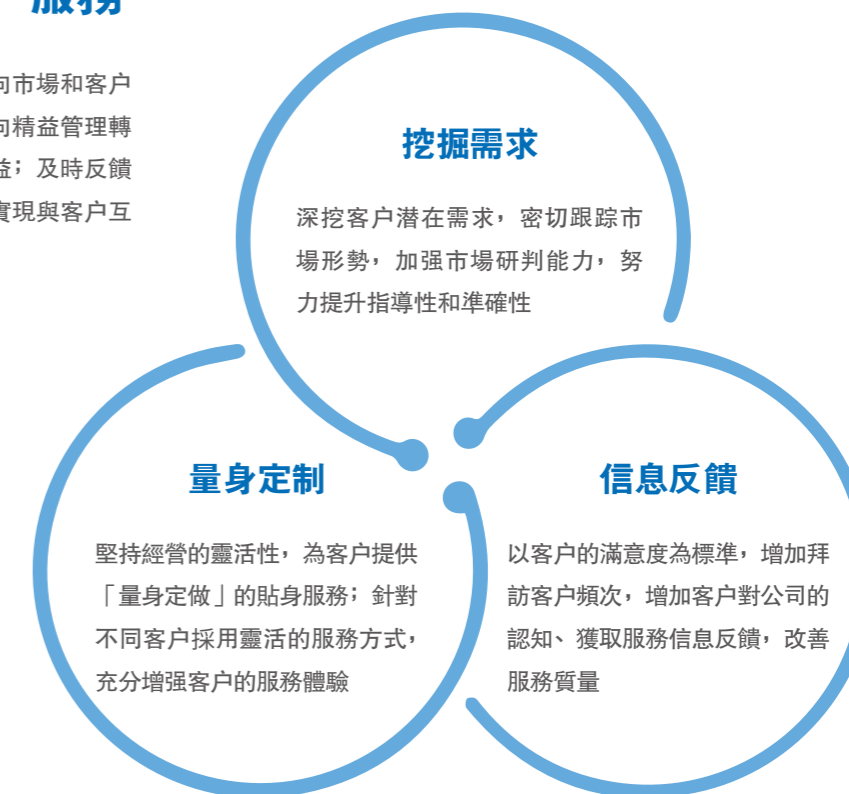 服務
向市場和客户
向精益管理轉
益；及時反饋
實現與客户互
挖掘需求
深挖客户潜在需求，密切跟踪市
場形勢，加强市場研判能力，努
力提升指導性和準確性
量身定制
堅持經營的靈活性，為客户提供
「量身定做」的貼身服務；針對
不同客户採用靈活的服務方式，
充分增强客户的服務體驗
信息反饋
以客户的滿意度為標準，增加拜
訪客户頻次，增加客户對公司的
認知、獲取服務信息反饋，改善
服務質量